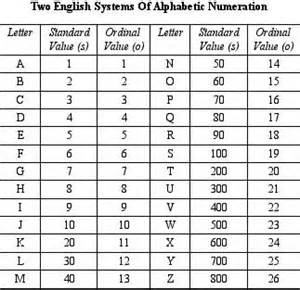 Two English Systems Of Alphabetic Numeration
Letter Standard Value (s) Ordinal Value (o) Letter Standard Value (s) Ordinal Value (o)
A 1 1 N 50 14
B 2 2 O 60 15
C 3 3 P 70 16
D 4 4 Q 80 17
E 5 5 R 90 18
F 6 6 S 100 19
G 7 7 T 200 20
H 8 8 U 300 21
I 9 9 V 400 22
J 10 10 W 500 23
K 20 11 X 600 24
L 30 12 Y 700 25
M 40 13 Z 800 26